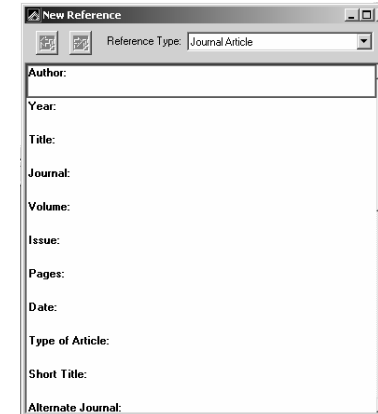 New Reference
Reference Type: Journal Article
Author:
Year:
Title:
Journal:
Volume:
Issue:
Pages:
Date:
Type of Article:
Short Title:
Alternate Journal: